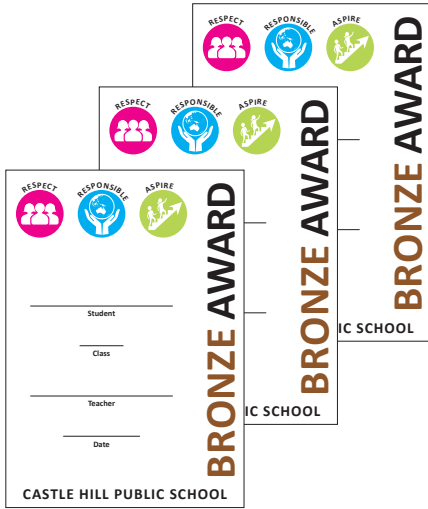 RESPECT RESPONSIBLE ASPIRE
BRONZE AWARD
IC SCHOOL
RESPECT RESPONSIBLE ASPIRE
BRONZE AWARD
IC SCHOOL
RESPECT RESPONSIBLE ASPIRE
BRONZE AWARD
Student
Class
Teacher
Date
CASTLE HILL PUBLIC SCHOOL